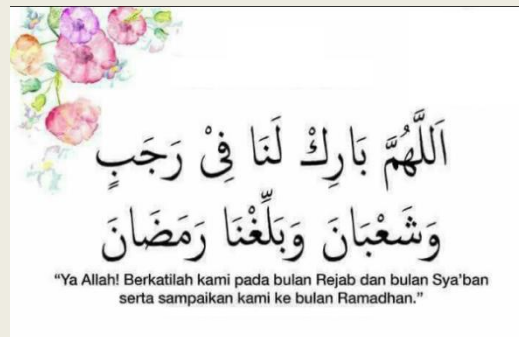 اَللَّهُمَّ بَارِكْ لَنَا فِيْ رَجَبٍ
وَشَعْبَانَ وَبَلِّغْنَا رَمَضَانَ
“Ya Allah! Berkatilah kami pada bulan Rejab dan bulan Sya’ban
serta sampaikan kami ke bulan Ramadhan.”